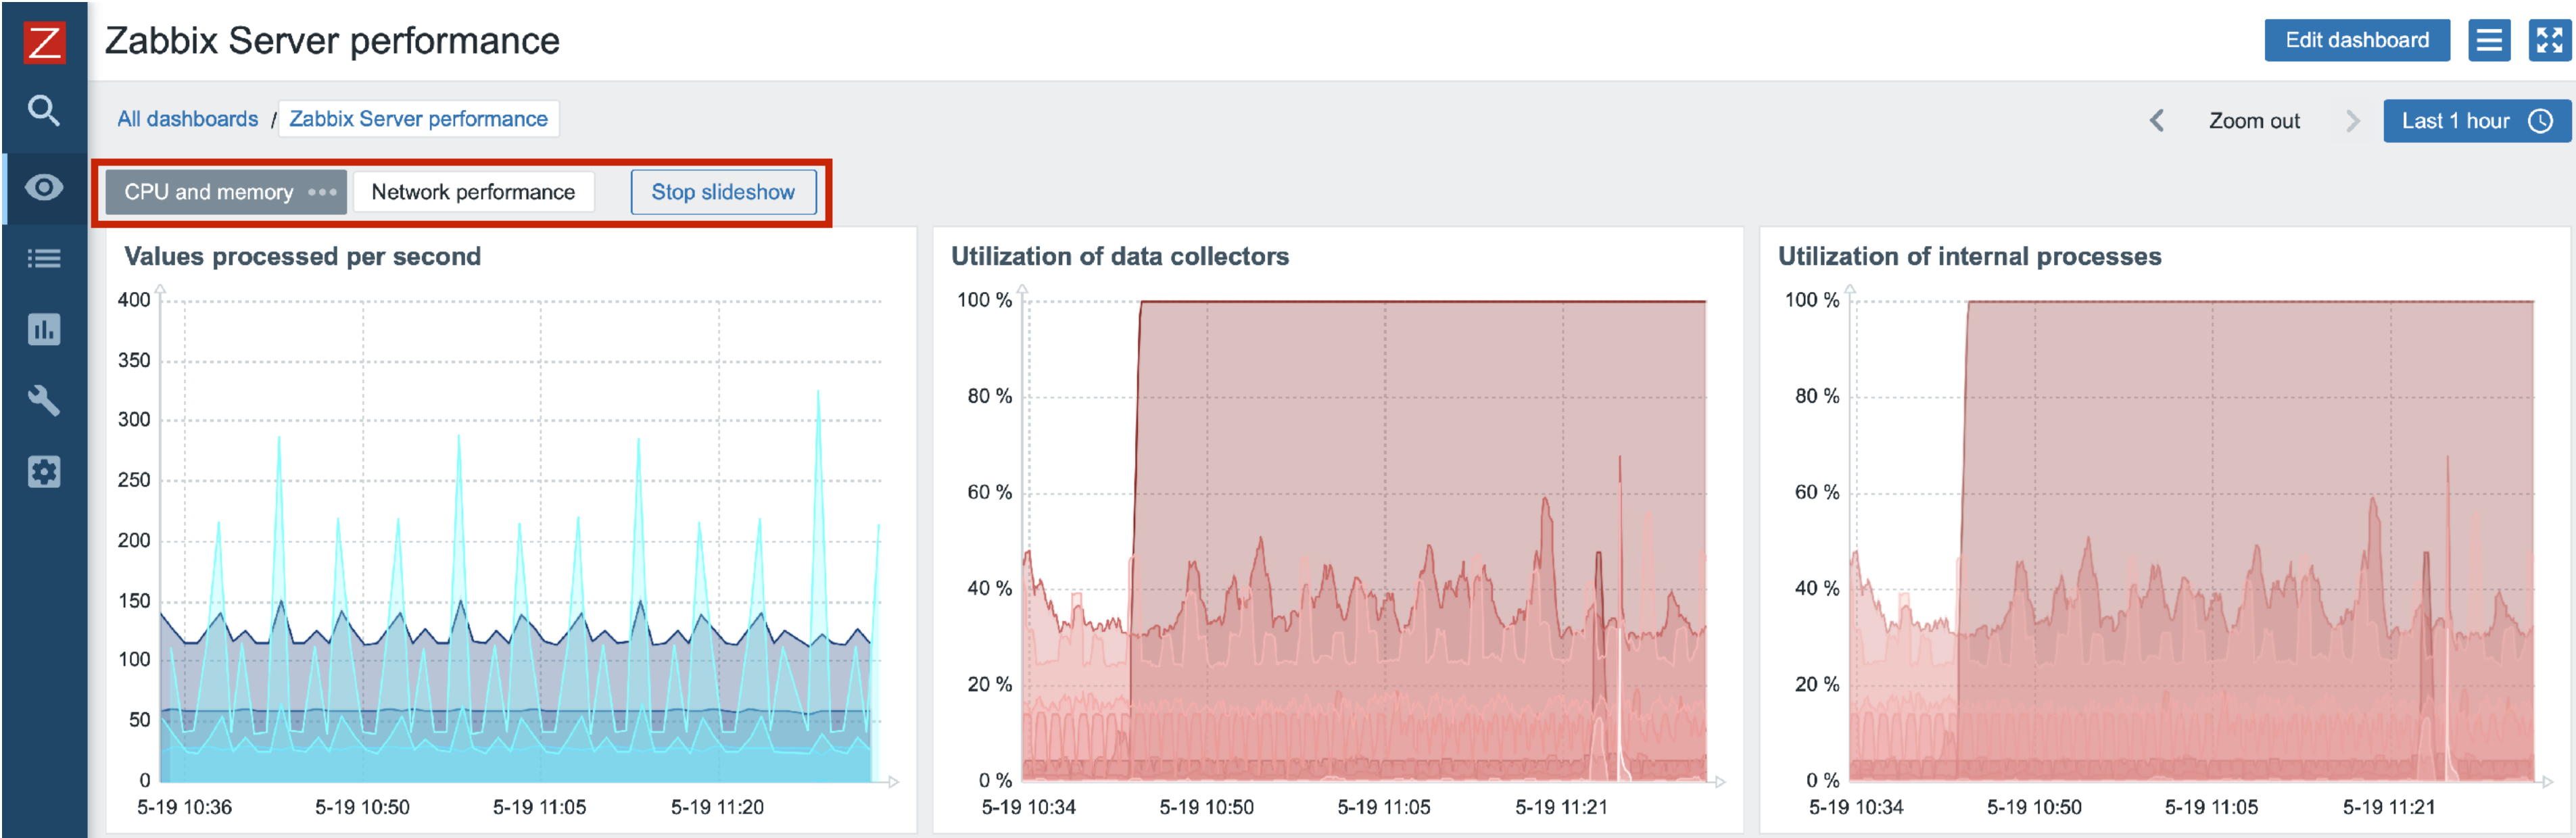 Z
Zabbix Server performance
Edit dashboard
All dashboards / Zabbix Server performance
Zoom out
Last 1 hour
CPU and memory ••• Network performance Stop slideshow
Values processed per second
400
350
300
250
200
150
100
50
0
5-19 10:36 5-19 10:50 5-19 11:05 5-19 11:20
Utilization of data collectors
100 %
80 %
60 %
40 %
20 %
0 %
5-19 10:34 5-19 10:50 5-19 11:05 5-19 11:21
Utilization of internal processes
100 %
80 %
60 %
40 %
20 %
0 %
5-19 10:34 5-19 10:50 5-19 11:05 5-19 11:21